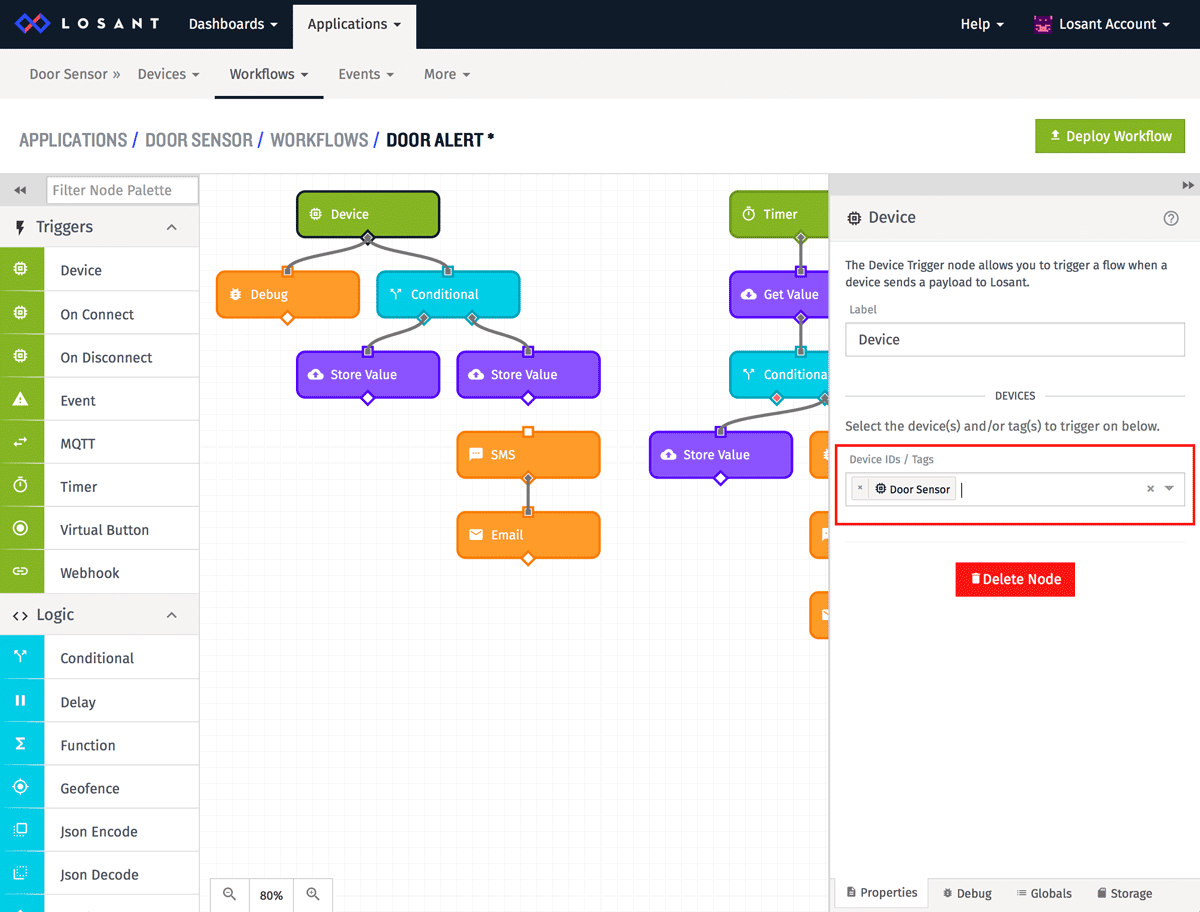 LOSANT Dashboards Applications Help Losant Account
Door Sensor » Devices Workflows Events More
APPLICATIONS / DOOR SENSOR / WORKFLOWS / DOOR ALERT *
Deploy Workflow
Filter Node Palette
Triggers
Device
On Connect
On Disconnect
Event
MQTT
Timer
Virtual Button
Webhook
Logic
Conditional
Delay
Function
Geofence
Json Encode
Json Decode
Device
Timer
Debug
Conditional
Get Value
Store Value
Store Value
Conditiona
SMS
Store Value
Email
80%
Device
The Device Trigger node allows you to trigger a flow when a
device sends a payload to Losant.
Label
Device
DEVICES
Select the device(s) and/or tag(s) to trigger on below.
Device IDs / Tags
× Door Sensor ×
Delete Node
Properties Debug Globals Storage